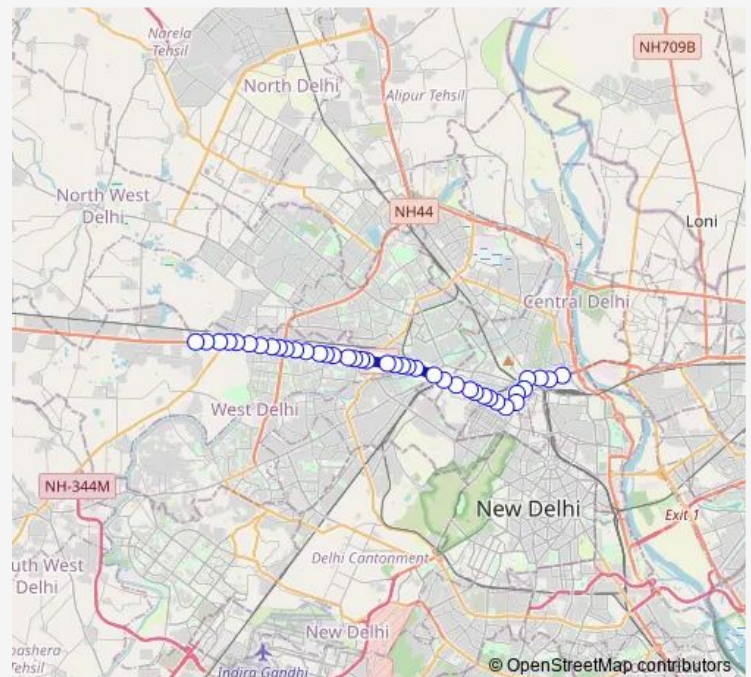 Narela
Tehsil
NH709B
North Delhi
Alipur Tehsil
North West
Delhi
NH44
Loni
Central Delhi
West Delhi
NH-344M
New Delhi
Exit 1
Delhi Cantonment
uth West
Delhi
New Delhi
pashera
Tehsil
Indira Gandhi
© OpenStreetMap contributors